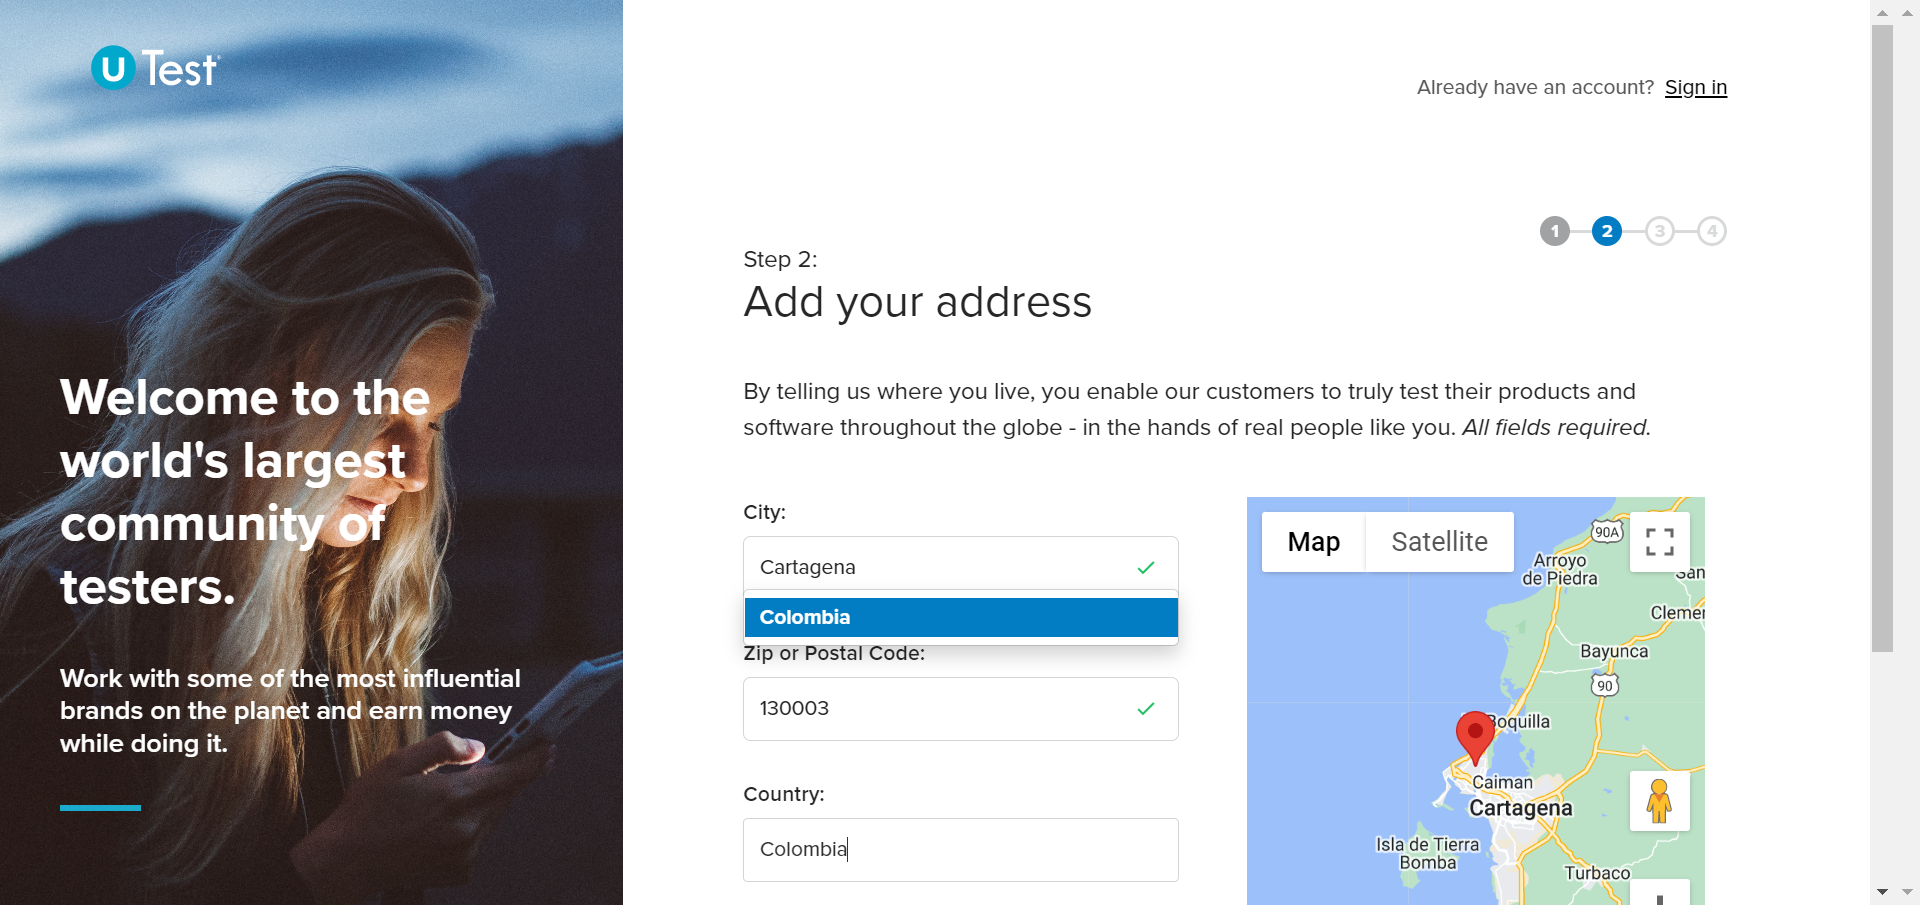 u Test
Already have an account? Sign in
1 2 3 4
Step 2:
Add your address
Welcome to the
world's largest
community of
testers.
Work with some of the most influential
brands on the planet and earn money
while doing it.
By telling us where you live, you enable our customers to truly test their products and
software throughout the globe - in the hands of real people like you. All fields required.
City:
Cartagena
Colombia
Zip or Postal Code:
130003
Country:
Colombia
Map Satellite
90A
Arroyo
de Piedra
San
Clemen
Bayunca
90
Boquilla
Caiman
Cartagena
Isla de Tierra
Bomba
Turbaco